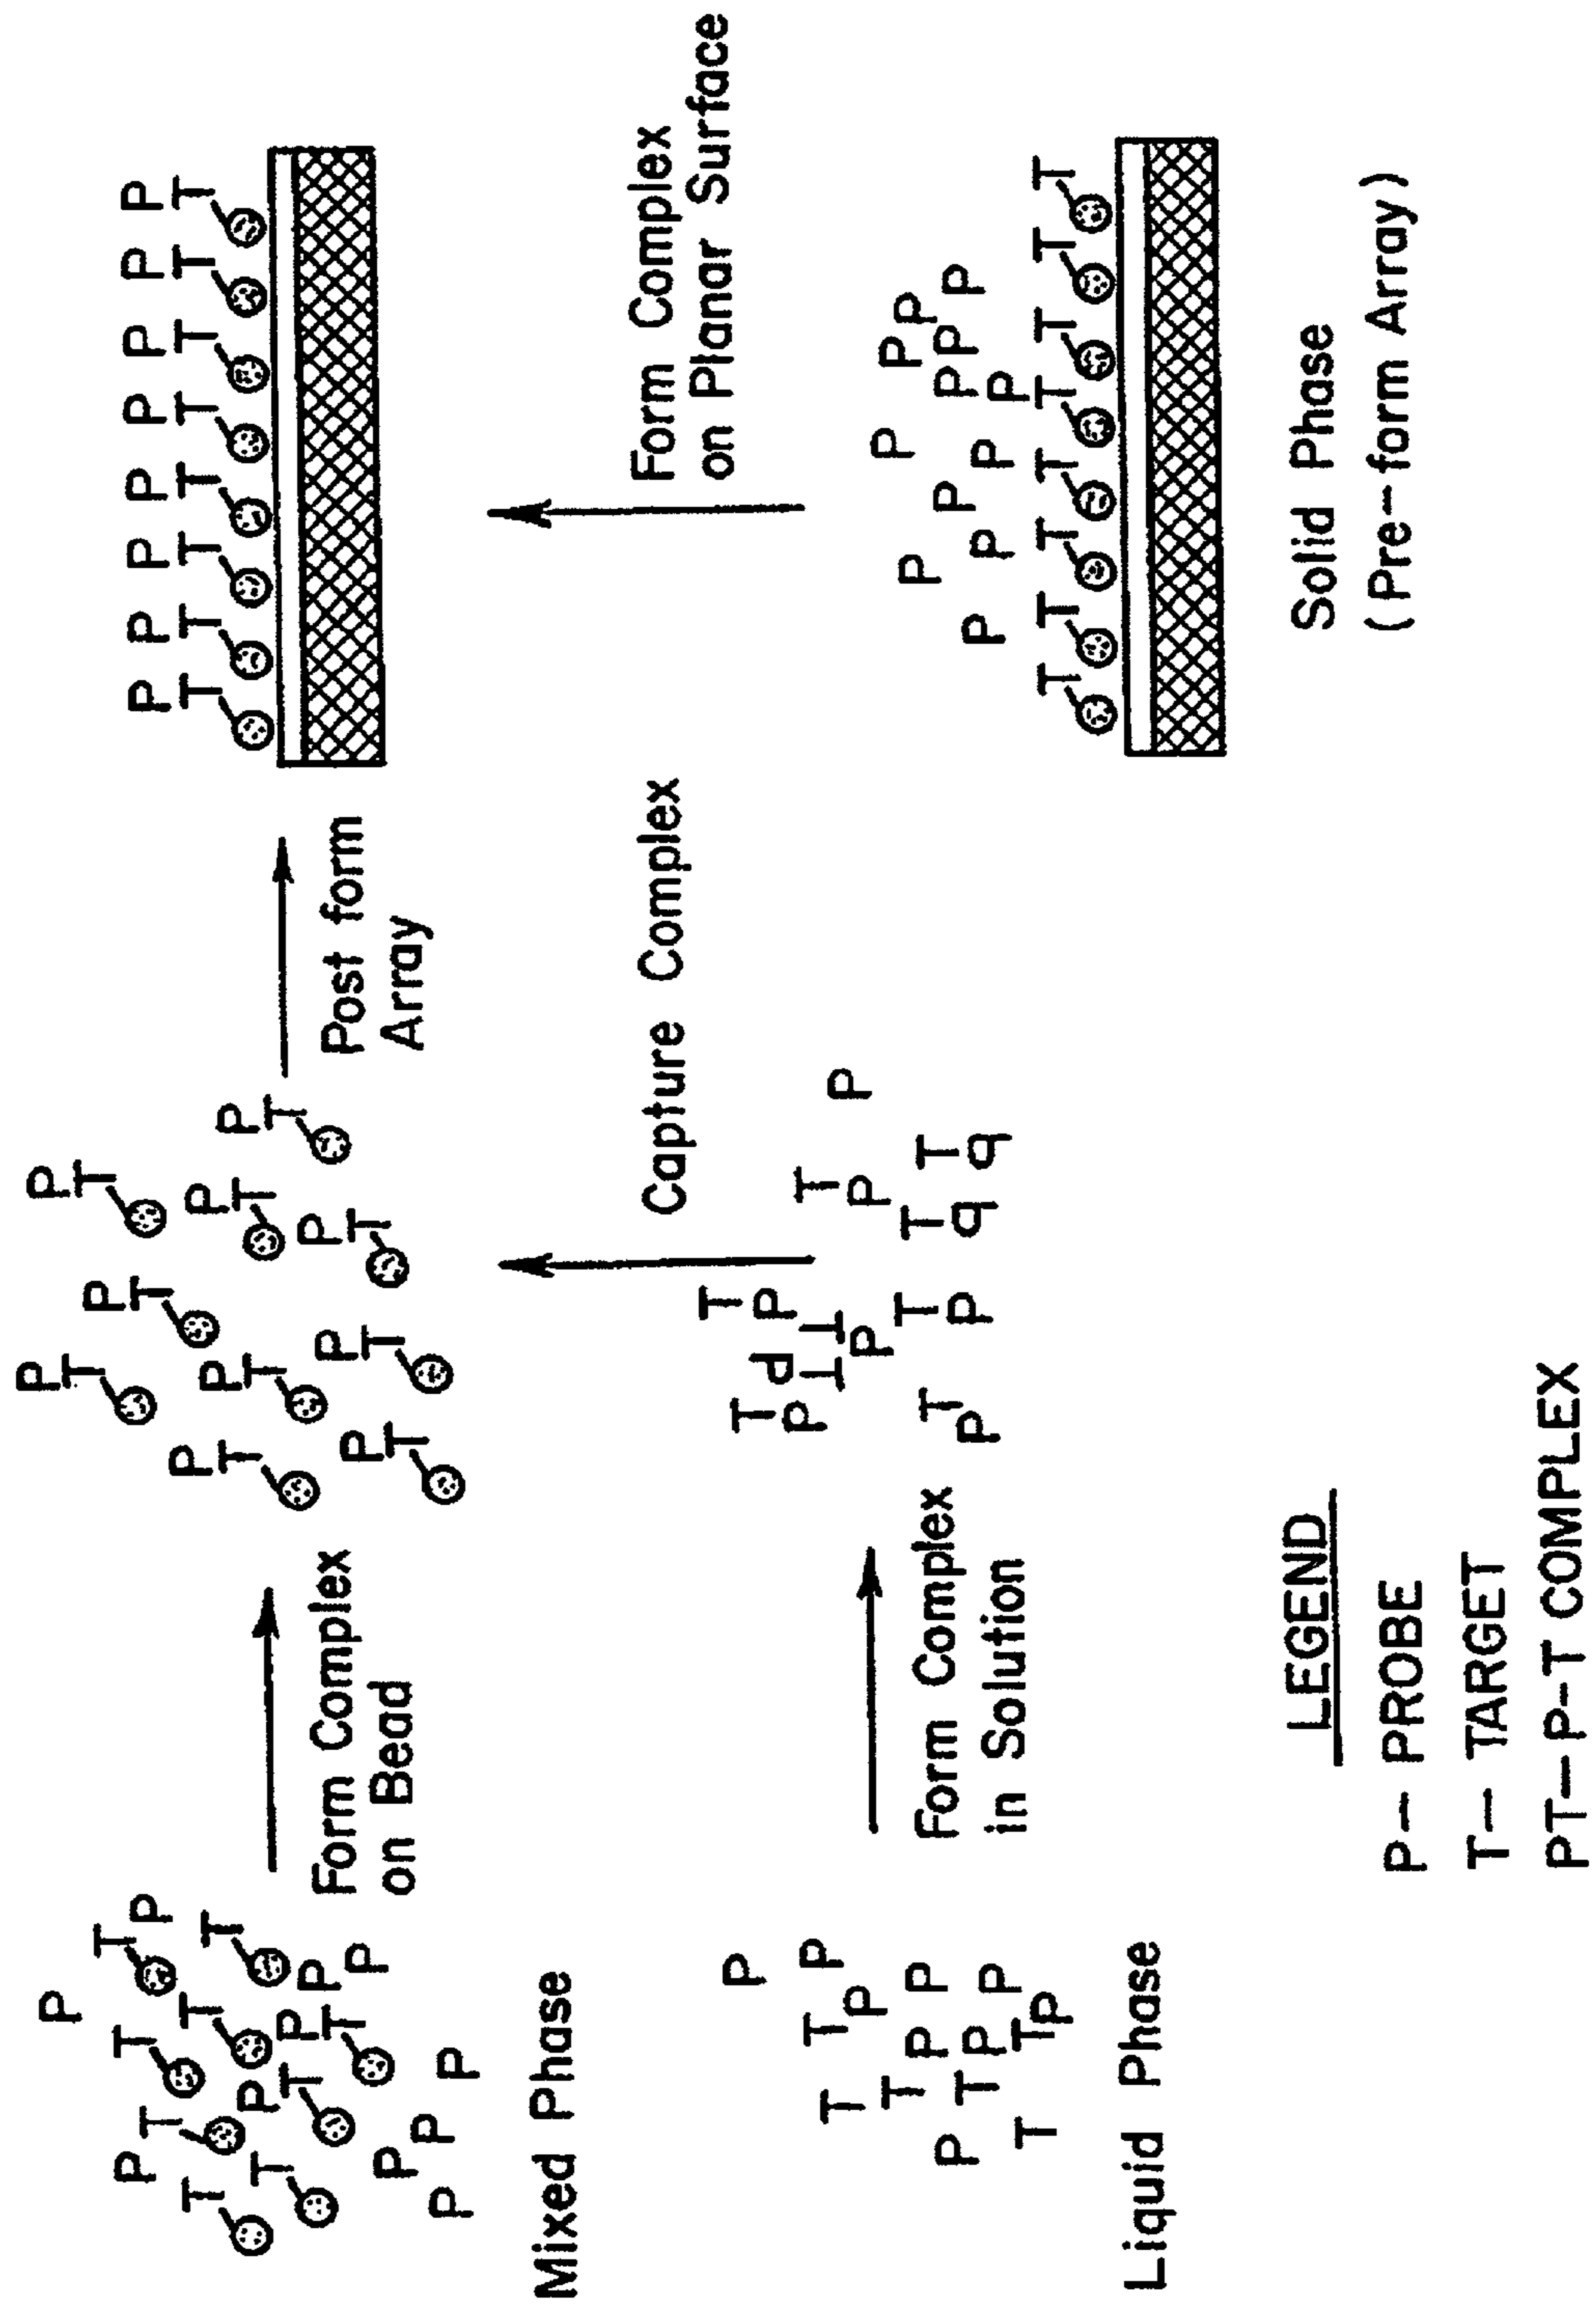 Mixed Phase
Form Complex
on Bead
Post form
Array
P P P P P P P P
T T T T T T T T
Capture Complex
Form Complex
on Planar Surface
Liquid Phase
Form Complex
in Solution
T T T T T T T T
Solid Phase
(Pre-form Array)
LEGEND
P— PROBE
T— TARGET
PT—P-T COMPLEX